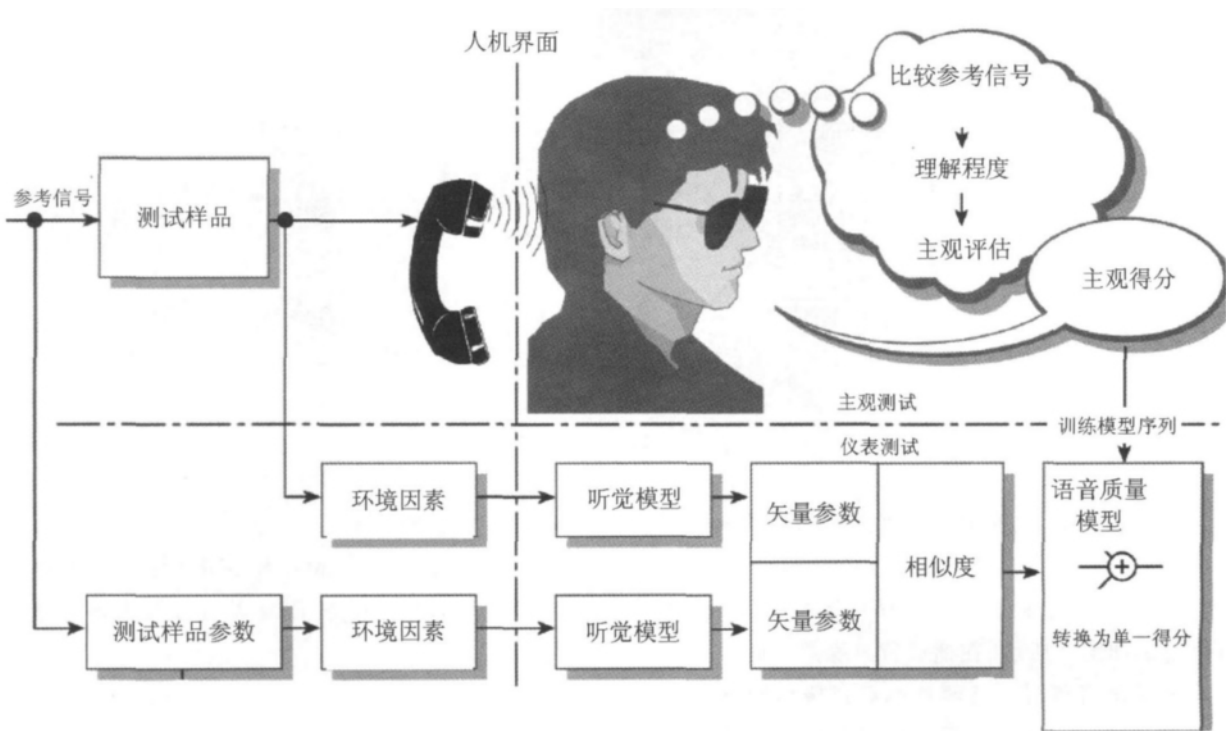 人机界面
比较参考信号
理解程度
主观评估
主观得分
参考信号
测试样品
主观测试
训练模型序列
仪表测试
环境因素
听觉模型
矢量参数
相似度
语音质量
模型
测试样品参数
环境因素
听觉模型
矢量参数
转换为单一得分